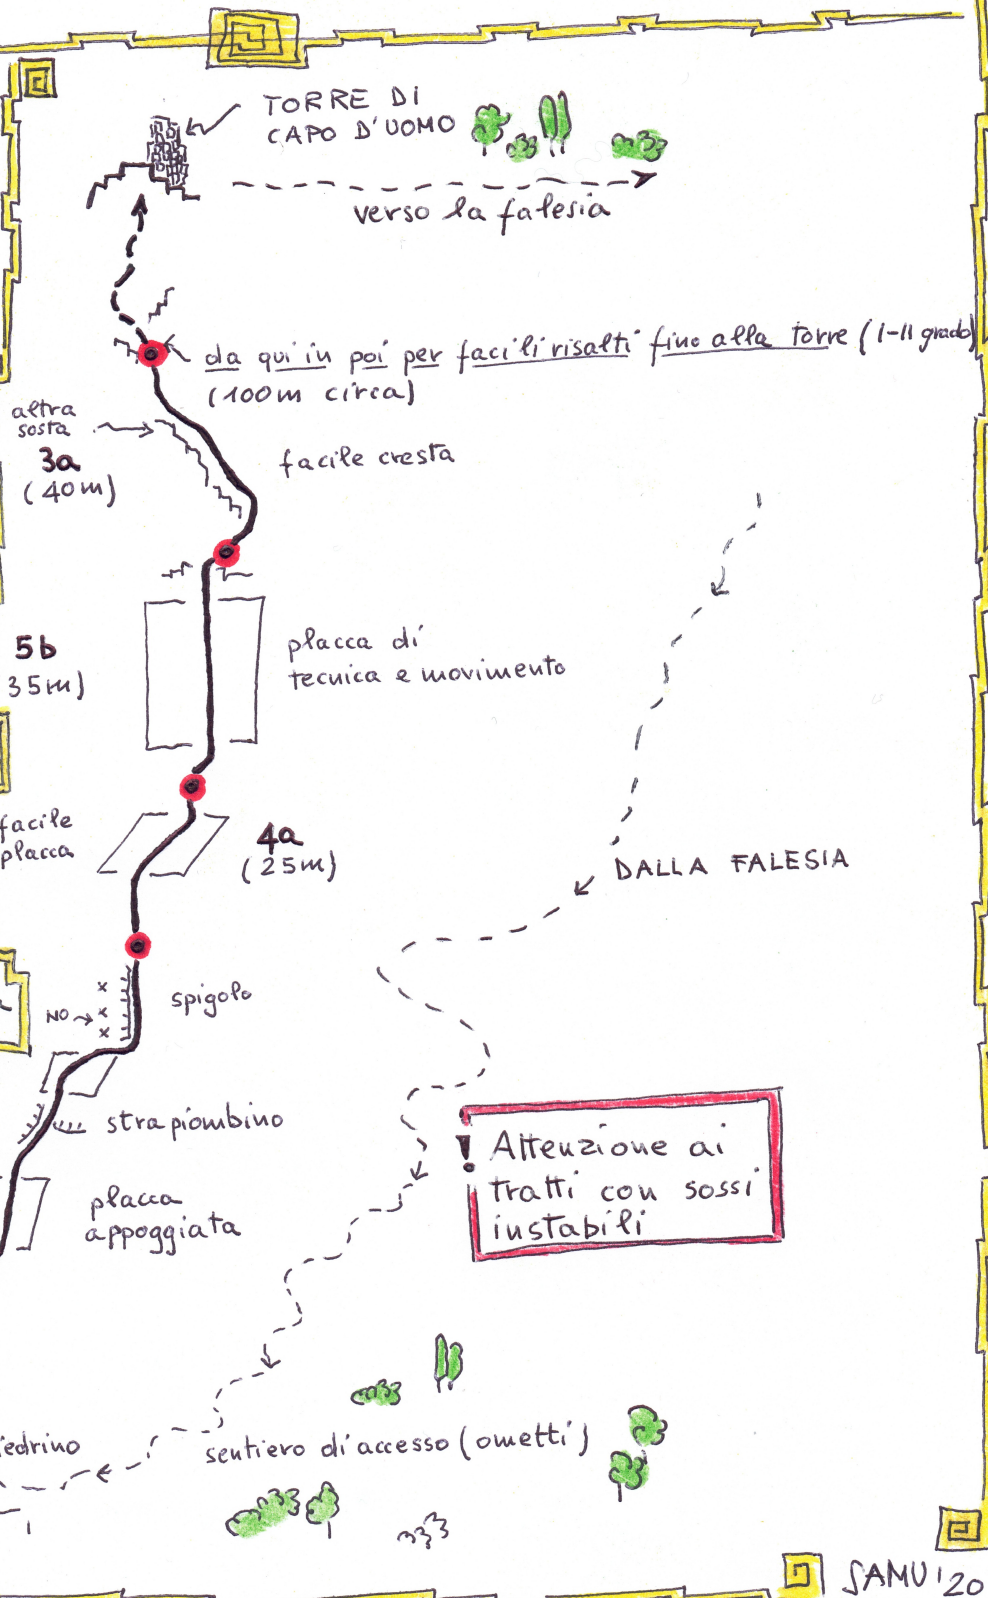 TORRE DI
CAPO D'UOMO
verso la falesia
da qui in poi per facili risalti fino alla torre (I-II grado)
(100m circa)
altra
sosta
3a
(40m)
facile cresta
5b
35m)
placca di
tecnica e movimento
facile
placca
4a
(25m)
DALLA FALESIA
spigolo
NO
strapiombino
placca
appoggiata
! Attenzione ai
tratti con sassi
instabili
iedrino
sentiero di accesso (ometti)
SAMU '20